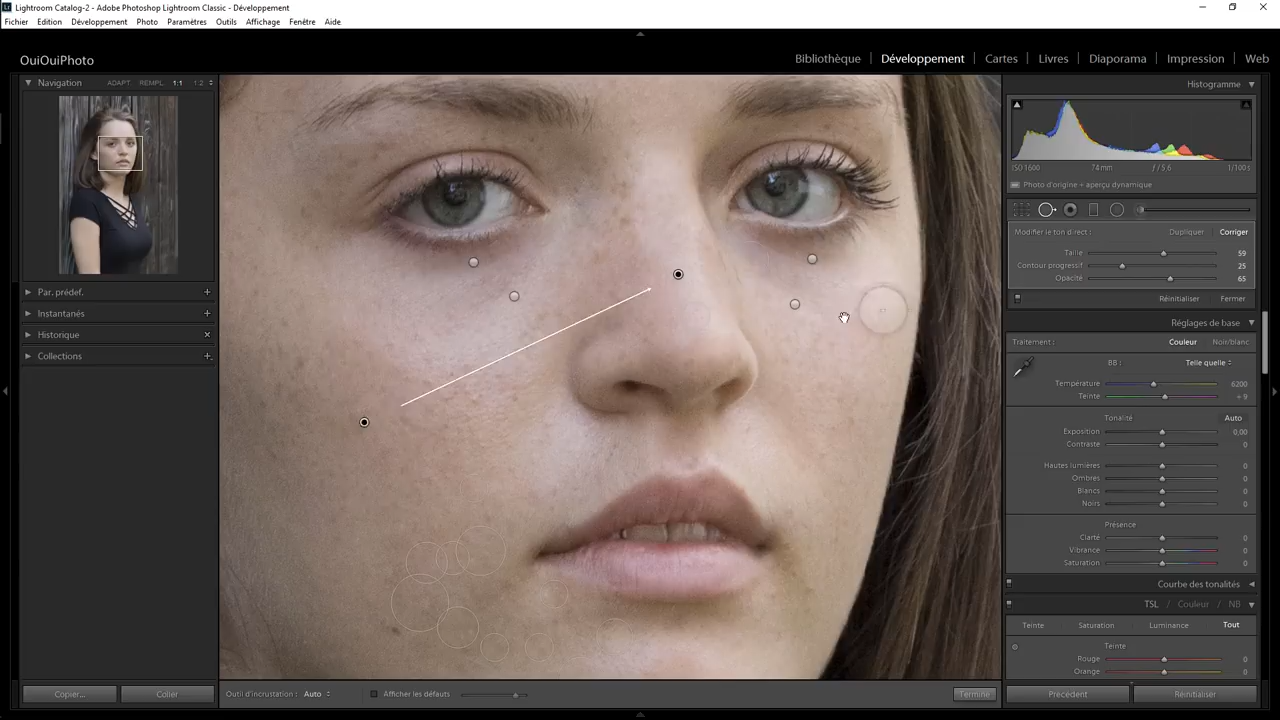 Lightroom Catalog-2 - Adobe Photoshop Lightroom Classic - Développement
Fichier Edition Développement Photo Paramètres Outils Affichage Fenêtre Aide
OuiOuiPhoto
Bibliothèque Développement Cartes Livres Diaporama Impression Web
Navigation ADAPT. REMPL. 1:1 1:2
Par. prédef.
Instantanés
Historique
Collections
Copier... Coller
Outil d'incrustation : Auto Afficher les défauts Terminé
Histogramme
ISO 1600 74mm ƒ / 5,6 1/100s
Photo d'origine + aperçu dynamique
Modifier le ton direct : Dupliquer Corriger
Taille 59
Contour progressif 25
Opacité 65
Réinitialiser Fermer
Réglages de base
Traitement : Couleur Noir/blanc
BB : Telle quelle
Température 6200
Teinte + 9
Tonalité Auto
Exposition 0,00
Contraste 0
Hautes lumières 0
Ombres 0
Blancs 0
Noirs 0
Présence
Clarté 0
Vibrance 0
Saturation 0
Courbe des tonalités
TSL / Couleur / NB
Teinte Saturation Luminance Tout
Teinte
Rouge 0
Orange 0
Précédent Réinitialiser